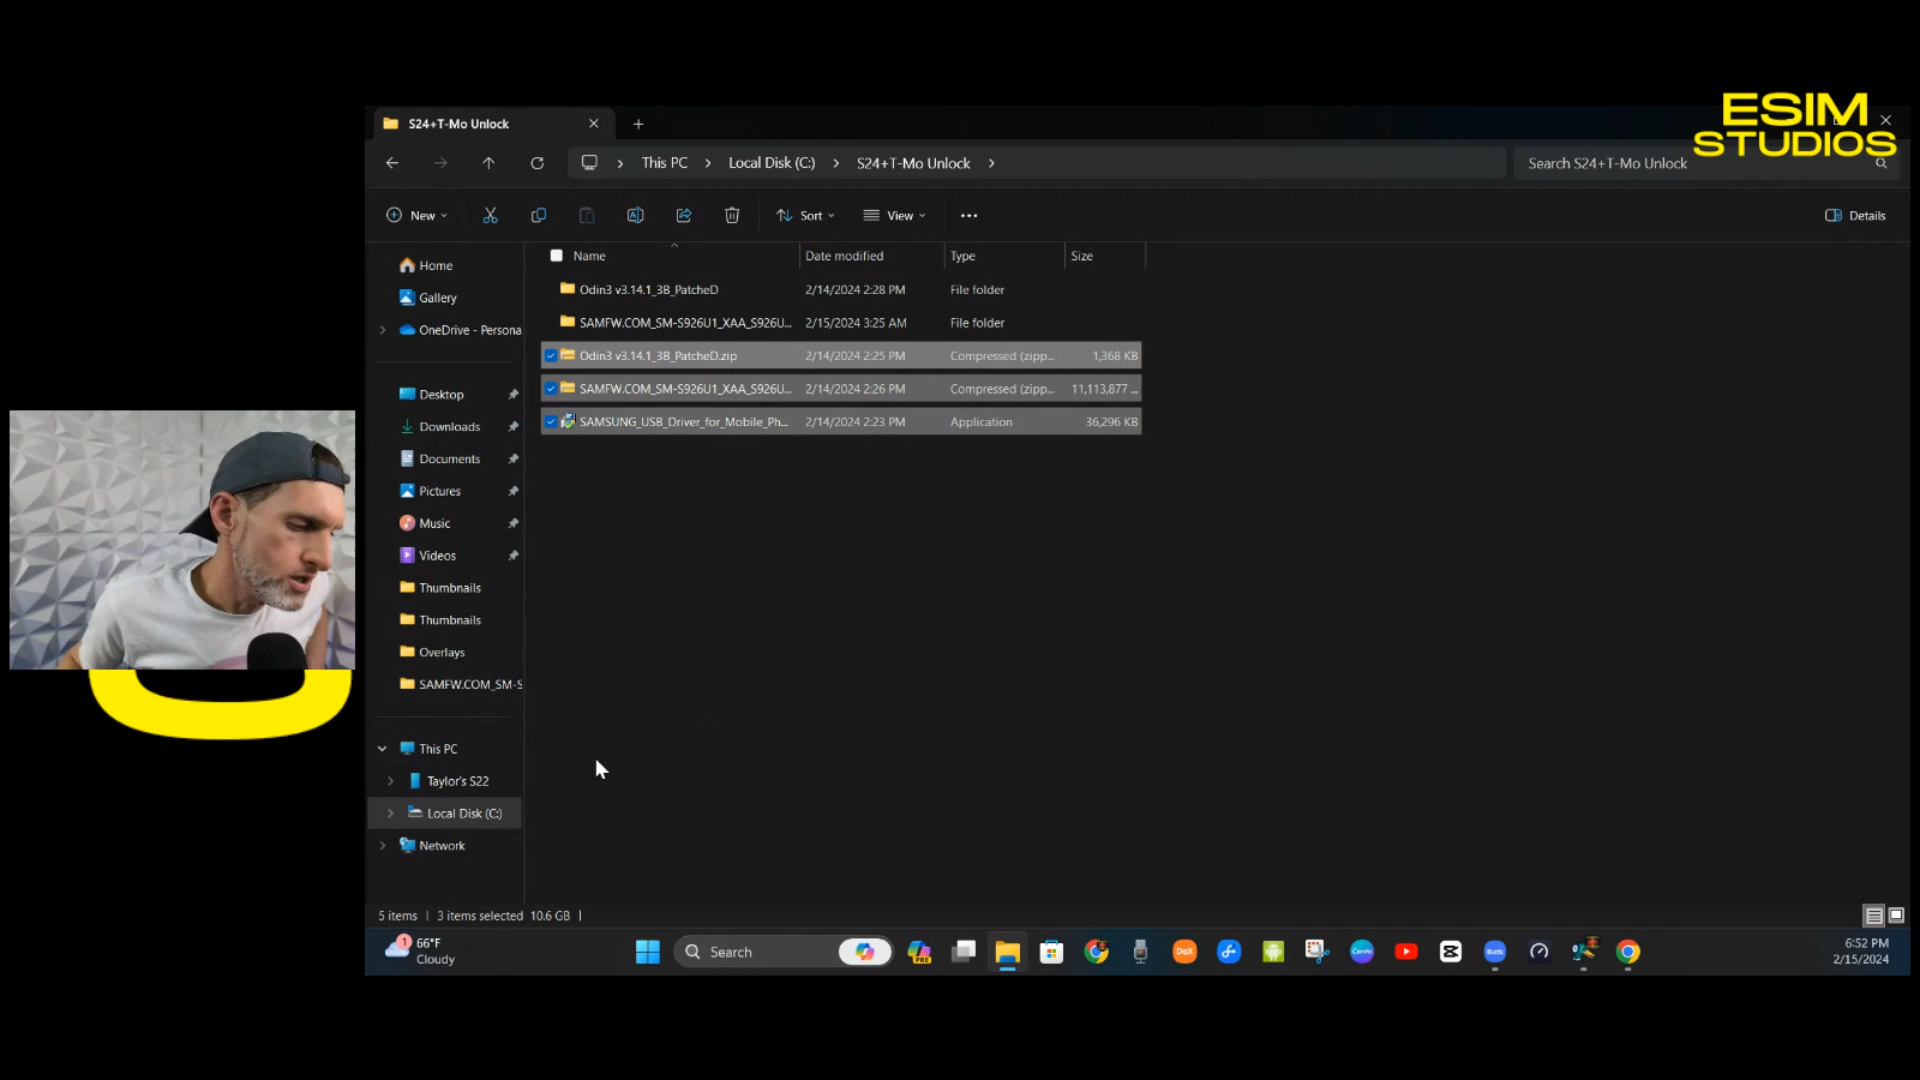 ESIM
STUDIOS
S24+T-Mo Unlock
This PC
Local Disk (C:)
S24+T-Mo Unlock
Search S24+T-Mo Unlock
New
Sort
View
Details
Name
Date modified
Type
Size
Odin3 v3.14.1_3B_PatcheD
2/14/2024 2:28 PM
File folder
SAMFW.COM_SM-S926U1_XAA_S926U...
2/15/2024 3:25 AM
File folder
Odin3 v3.14.1_3B_PatcheD.zip
2/14/2024 2:25 PM
Compressed (zipp...
1,368 KB
SAMFW.COM_SM-S926U1_XAA_S926U...
2/14/2024 2:26 PM
Compressed (zipp...
11,113,877 ...
SAMSUNG_USB_Driver_for_Mobile_Ph...
2/14/2024 2:23 PM
Application
36,296 KB
Home
Gallery
OneDrive - Persona
Desktop
Downloads
Documents
Pictures
Music
Videos
Thumbnails
Thumbnails
Overlays
SAMFW.COM_SM-S
This PC
Taylor's S22
Local Disk (C:)
Network
5 items
3 items selected 10.6 GB
1
66°F
Cloudy
Search
PRE
DeX
Buds
6:52 PM
2/15/2024